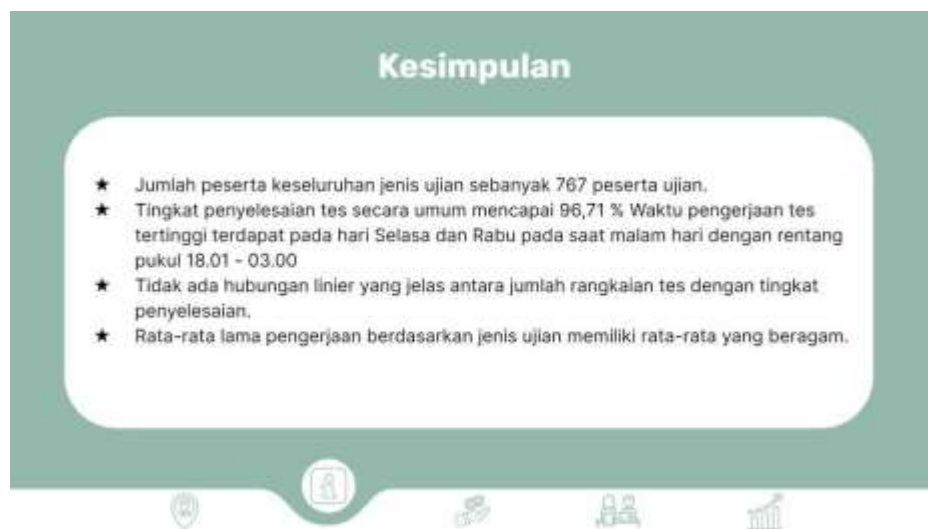 Kesimpulan
★ Jumlah peserta keseluruhan jenis ujian sebanyak 767 peserta ujian.
★ Tingkat penyelesaian tes secara umum mencapai 96,71 % Waktu pengerjaan tes
tertinggi terdapat pada hari Selasa dan Rabu pada saat malam hari dengan rentang
pukul 18.01 - 03.00
★ Tidak ada hubungan linier yang jelas antara jumlah rangkaian tes dengan tingkat
penyelesaian.
★ Rata-rata lama pengerjaan berdasarkan jenis ujian memiliki rata-rata yang beragam.